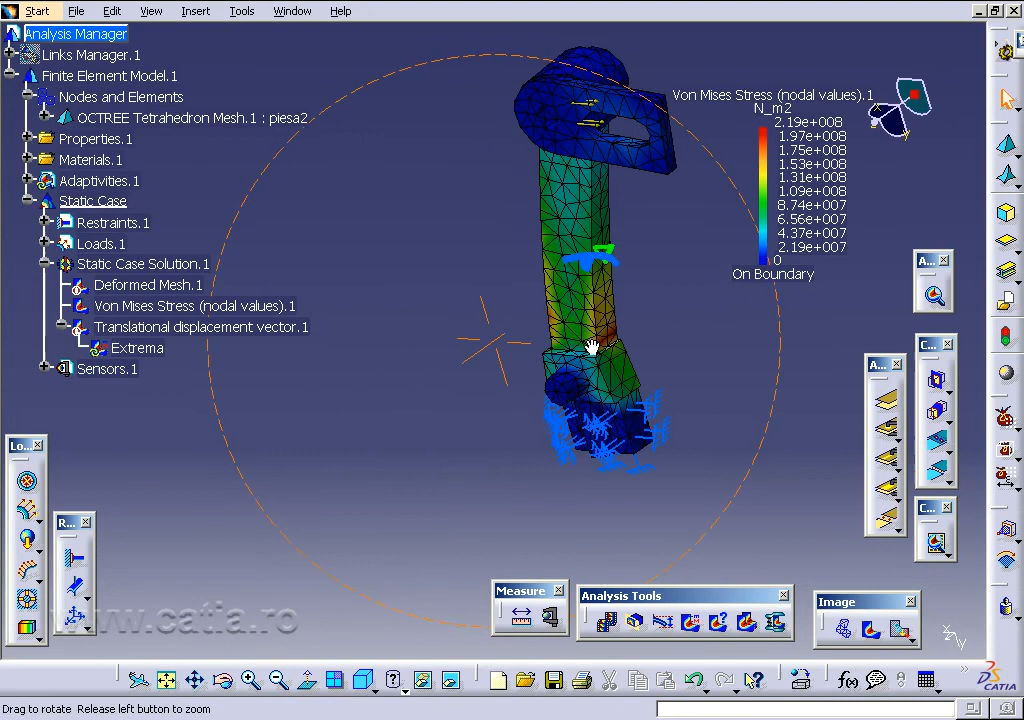 Start File Edit View Insert Tools Window Help
Analysis Manager
Links Manager.1
Finite Element Model.1
Nodes and Elements
OCTREE Tetrahedron Mesh.1 : piesa2
Properties.1
Materials.1
Adaptivities.1
Static Case
Restraints.1
Loads.1
Static Case Solution.1
Deformed Mesh.1
Von Mises Stress (nodal values).1
Translational displacement vector.1
Extrema
Sensors.1
Von Mises Stress (nodal values).1
N_m2
2.19e+008
1.97e+008
1.75e+008
1.53e+008
1.31e+008
1.09e+008
8.74e+007
6.56e+007
4.37e+007
2.19e+007
0
On Boundary
A...
C...
A...
C...
Lo...
R...
Measure
Analysis Tools
Image
www.catia.ro
f(x)
CATIA
Drag to rotate Release left button to zoom